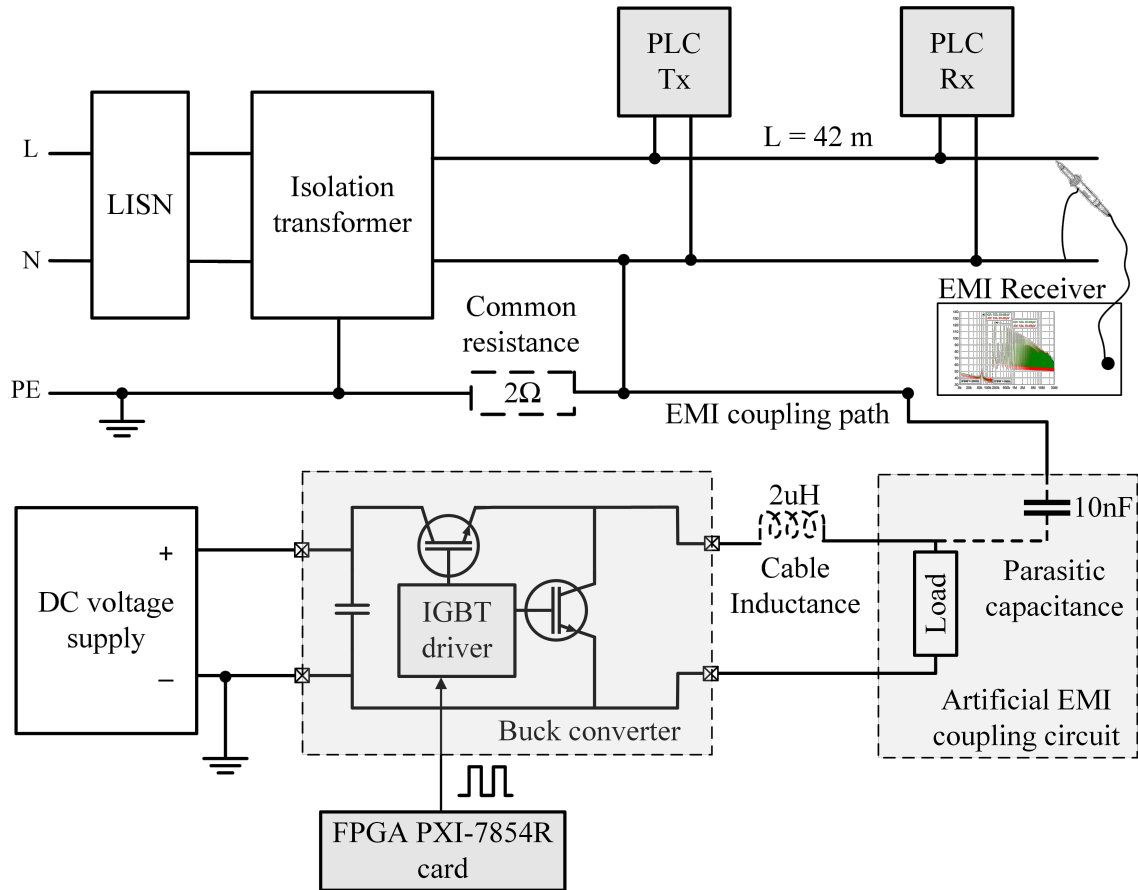 PLC
Tx
PLC
Rx
L = 42 m
L
LISN
Isolation
transformer
N
EMI Receiver
Common
resistance
PE
2Ω
EMI coupling path
2uH
10nF
+
DC voltage
supply
−
IGBT
driver
Cable
Inductance
Load
Parasitic
capacitance
Buck converter
Artificial EMI
coupling circuit
FPGA PXI-7854R
card